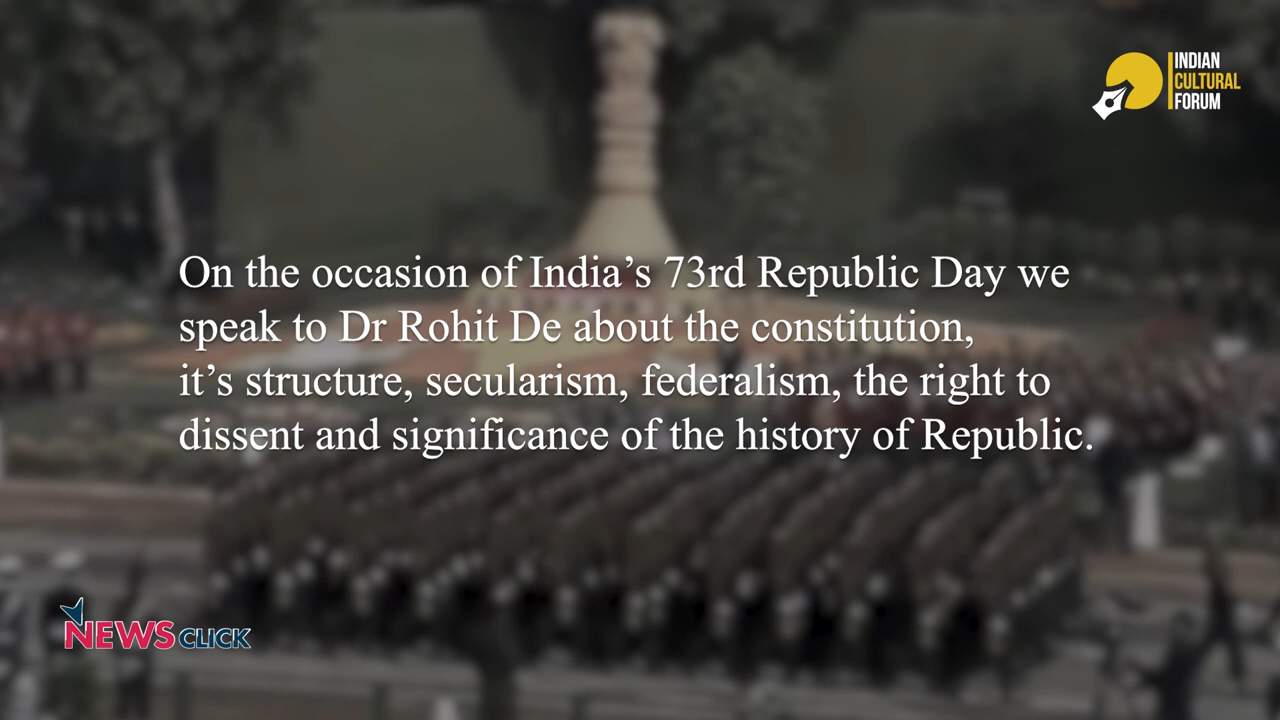 INDIAN
CULTURAL
FORUM
On the occasion of India’s 73rd Republic Day we
speak to Dr Rohit De about the constitution,
it’s structure, secularism, federalism, the right to
dissent and significance of the history of Republic.
NEWSCLICK